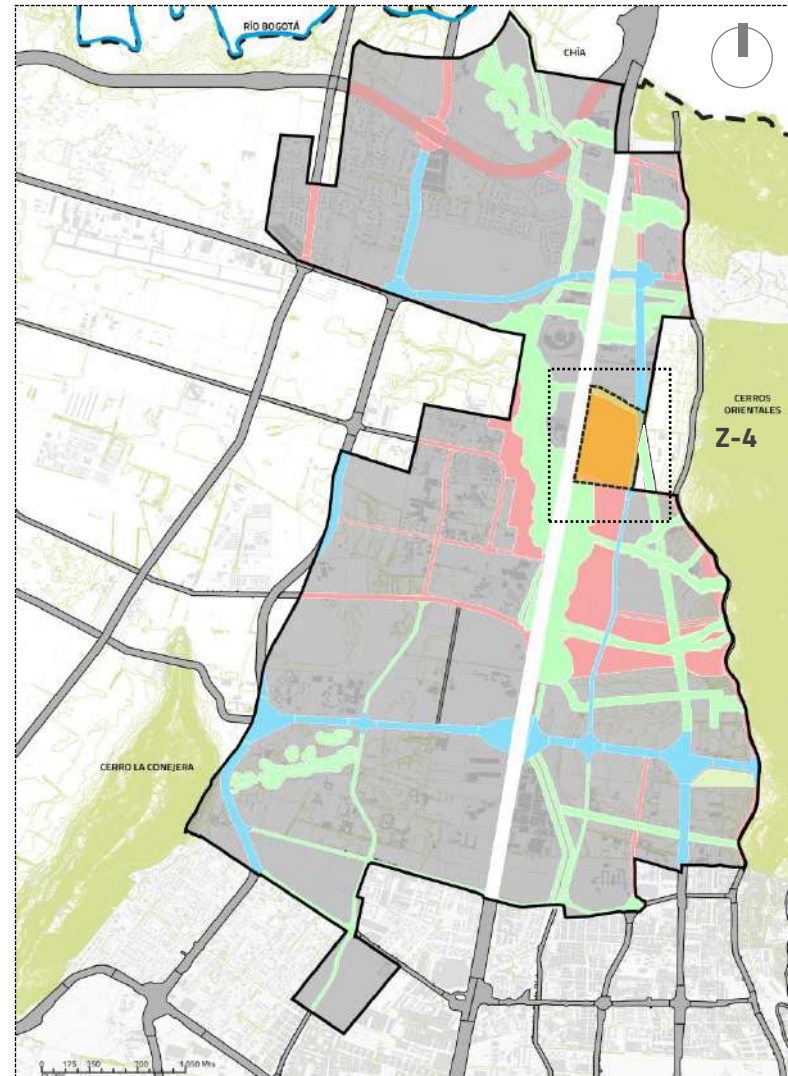 RÍO BOGOTÁ
CHÍA
CERROS
ORIENTALES
Z-4
CERRO LA CONEJERA
0 175 350 700 1,050 Mts